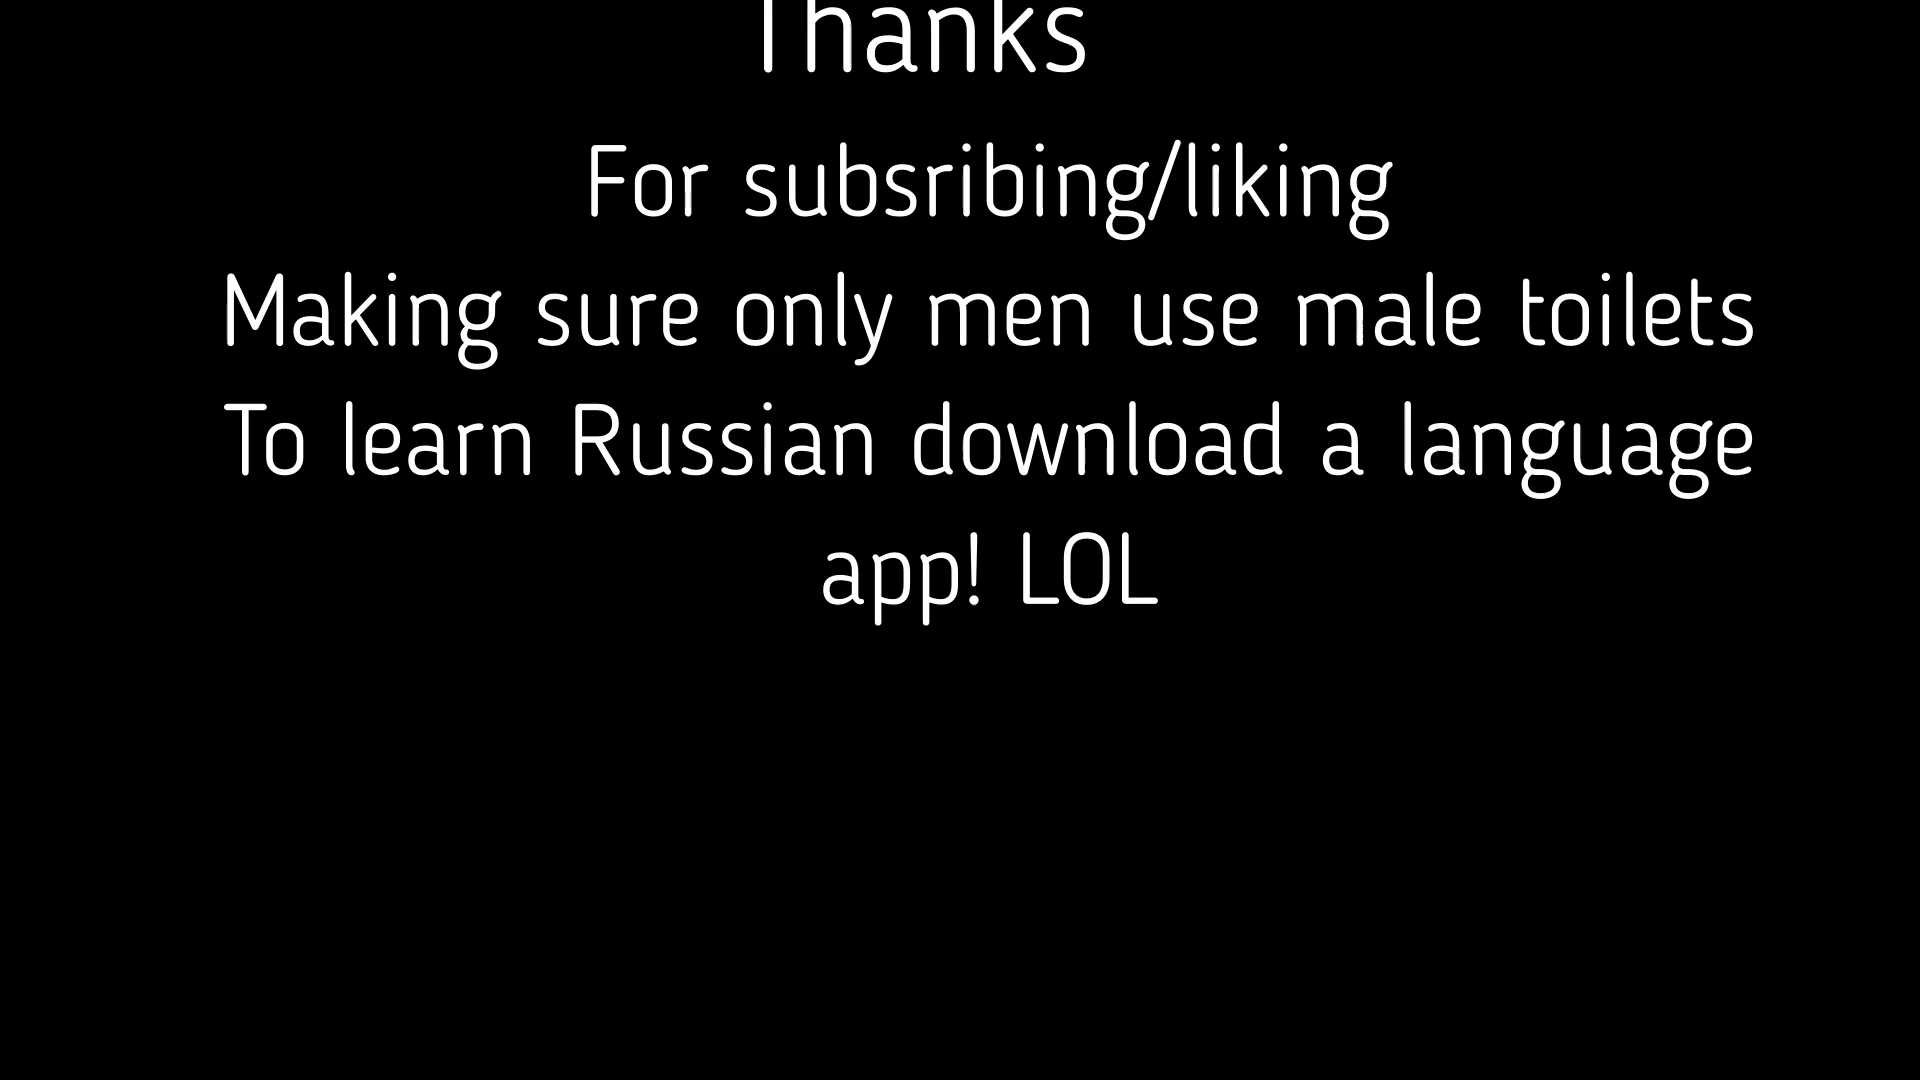 Thanks
For subsribing/liking
Making sure only men use male toilets
To learn Russian download a language
app! LOL